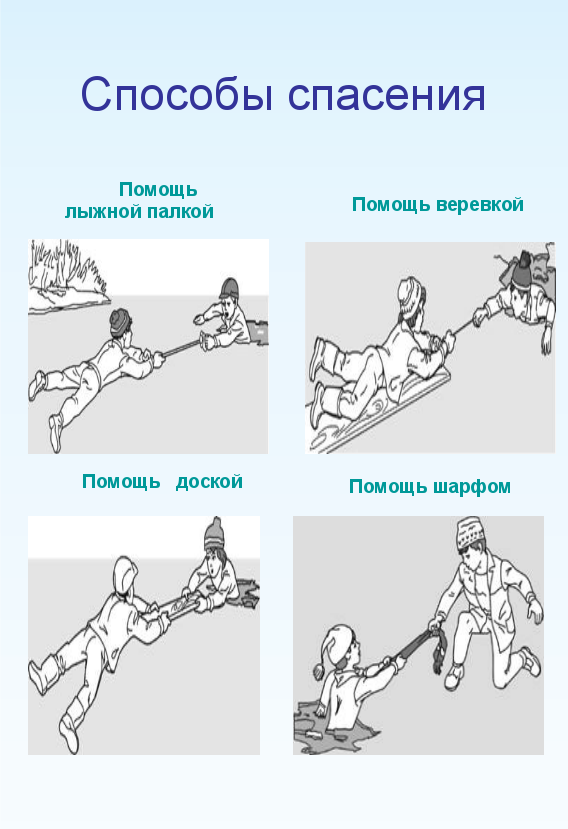 Способы спасения
Помощь
лыжной палкой
Помощь веревкой
Помощь доской
Помощь шарфом